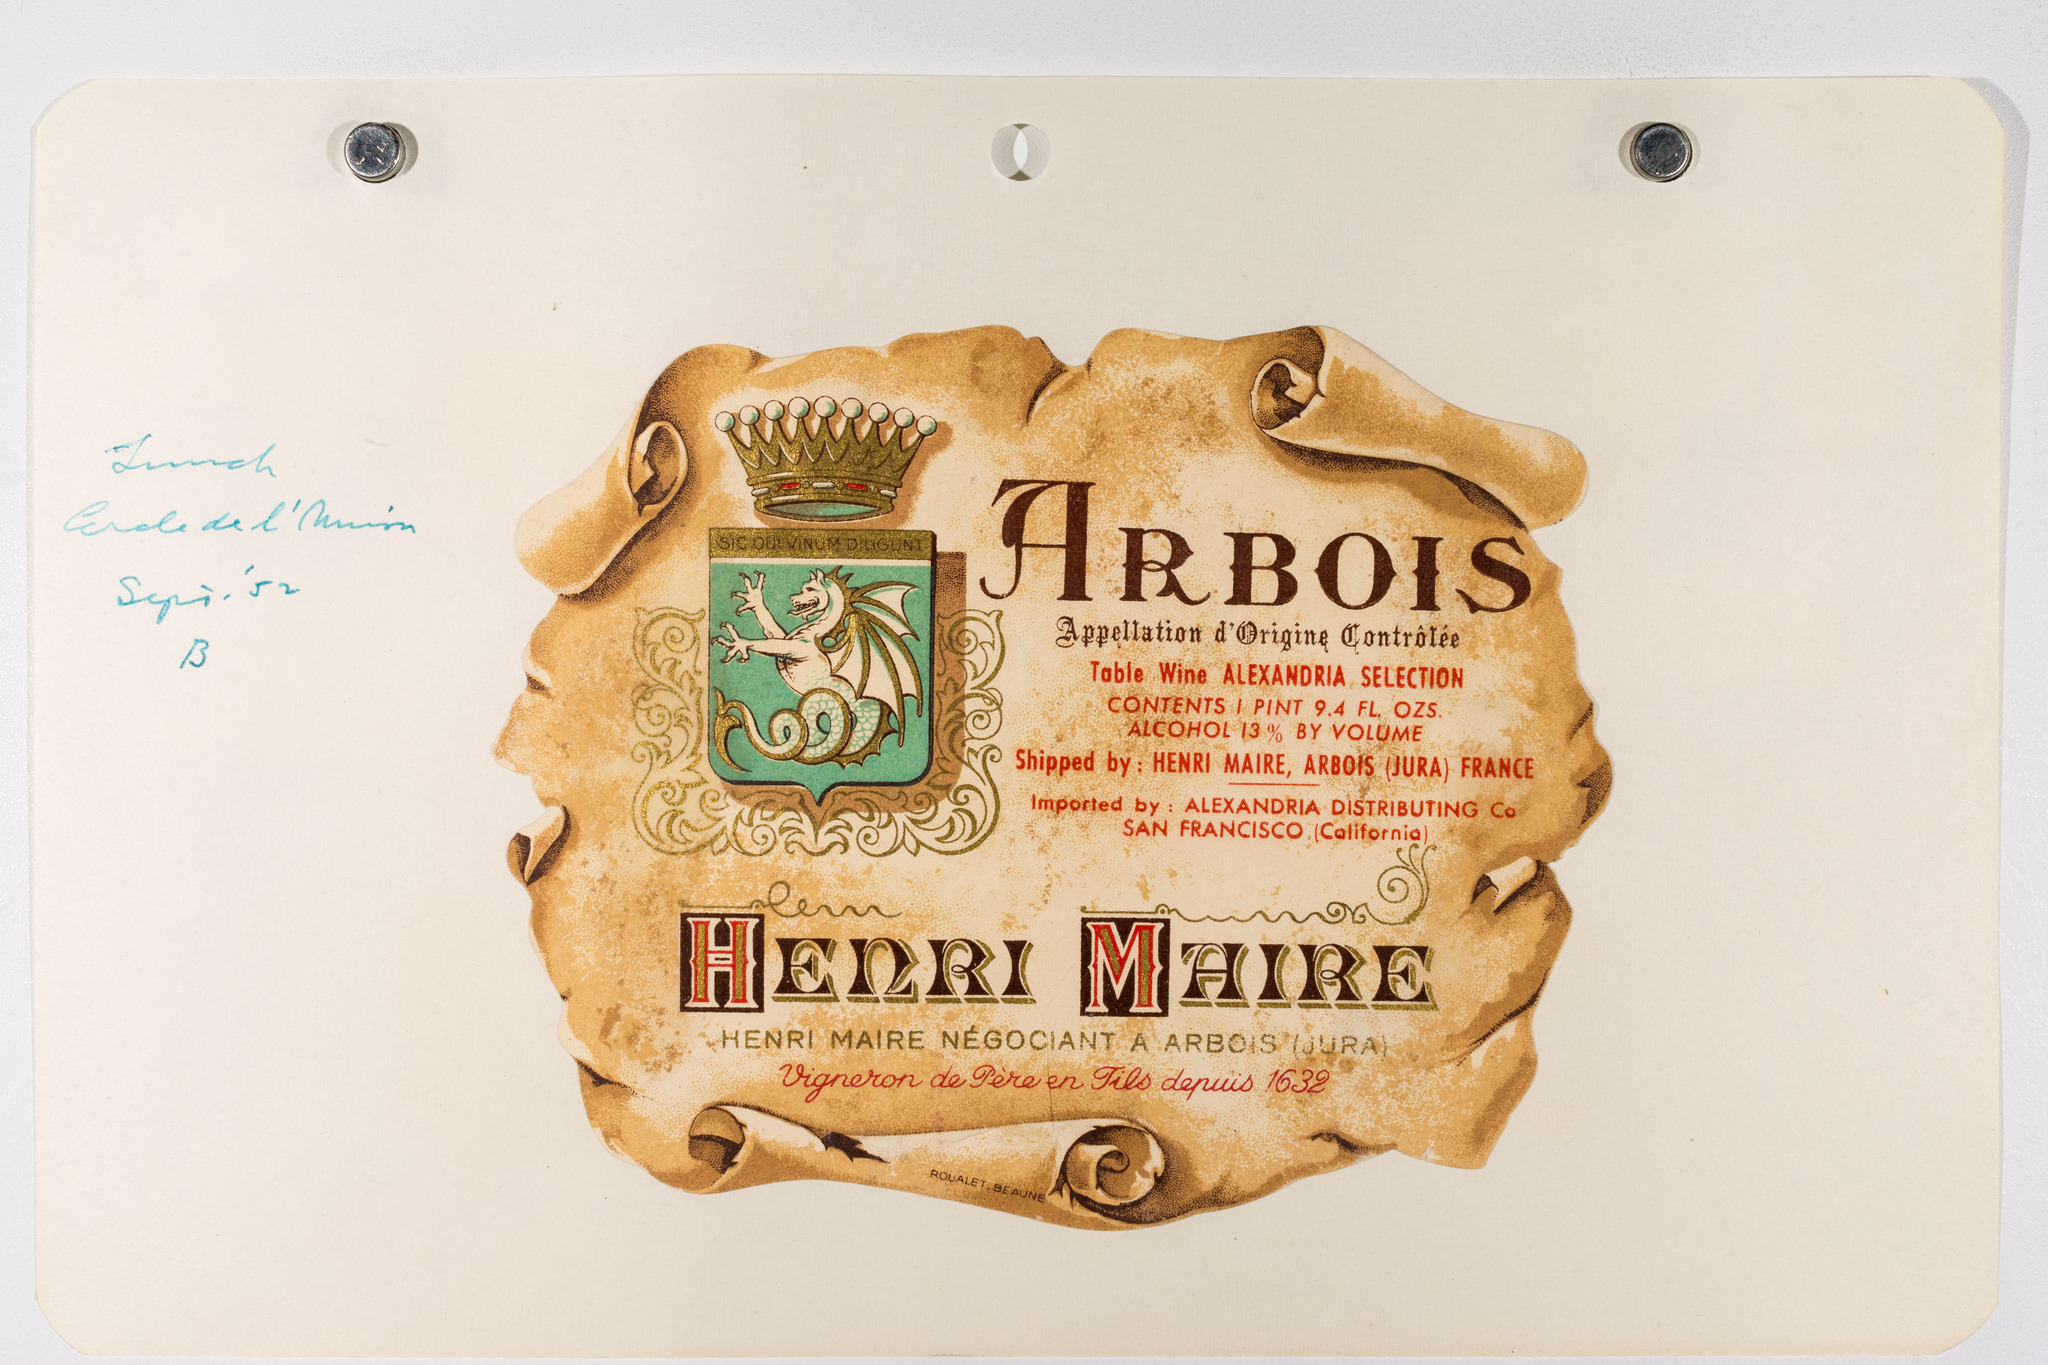 Lunch
Cercle de l'Union
Sept. '52
B
SIC QUI VINUM DILIGUNT
ARBOIS
Appellation d'Origine Contrôlée
Table Wine ALEXANDRIA SELECTION
CONTENTS 1 PINT 9.4 FL. OZS.
ALCOHOL 13% BY VOLUME
Shipped by : HENRI MAIRE, ARBOIS (JURA) FRANCE
Imported by : ALEXANDRIA DISTRIBUTING Co
SAN FRANCISCO (California)
HENRI MAIRE
HENRI MAIRE NÉGOCIANT A ARBOIS (JURA)
Vigneron de Père en Fils depuis 1632
ROUALET-BEAUNE